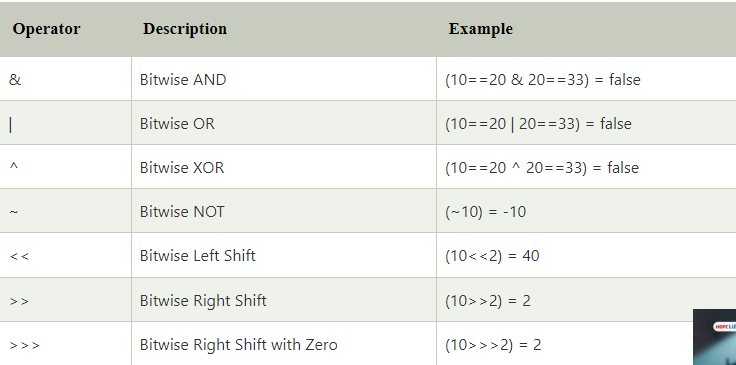 Operator Description Example
& Bitwise AND (10==20 & 20==33) = false
| Bitwise OR (10==20 | 20==33) = false
^ Bitwise XOR (10==20 ^ 20==33) = false
~ Bitwise NOT (~10) = -10
<< Bitwise Left Shift (10<<2) = 40
>> Bitwise Right Shift (10>>2) = 2
>>> Bitwise Right Shift with Zero (10>>>2) = 2
HDFC